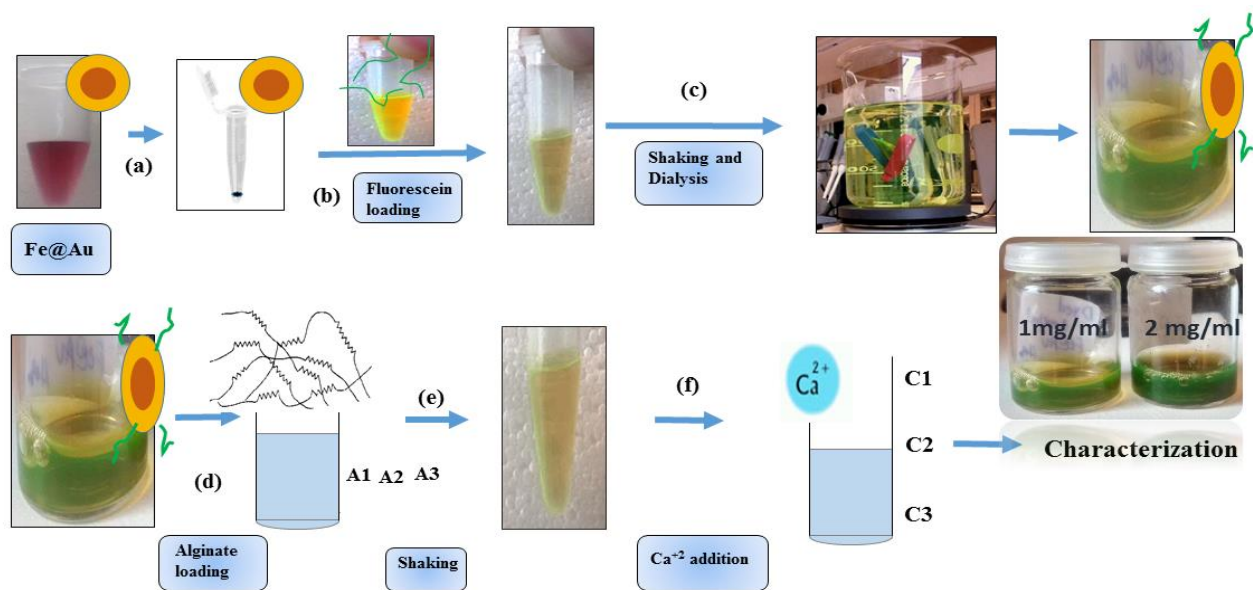 (a)
Fe@Au
(b)
Fluorescein
loading
(c)
Shaking and
Dialysis
1mg/ml
2 mg/ml
Characterization
(d)
A1 A2 A3
Alginate
loading
(e)
Shaking
(f)
Ca²⁺
Ca⁺² addition
C1
C2
C3